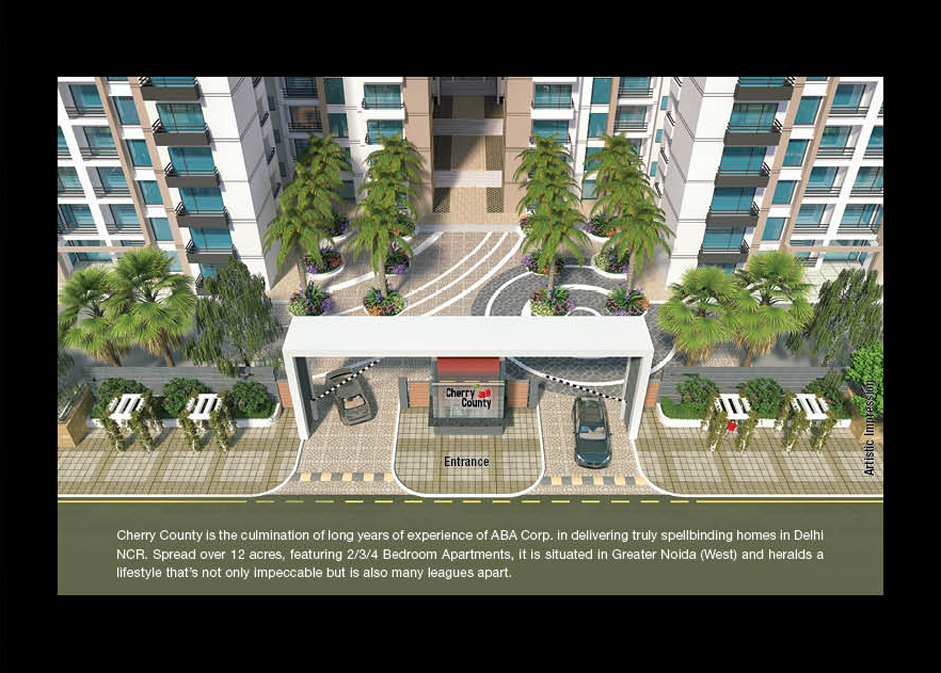 Cherry
County
Entrance
Artistic Impression
Cherry County is the culmination of long years of experience of ABA Corp. in delivering truly spellbinding homes in Delhi
NCR. Spread over 12 acres, featuring 2/3/4 Bedroom Apartments, it is situated in Greater Noida (West) and heralds a
lifestyle that's not only impeccable but is also many leagues apart.